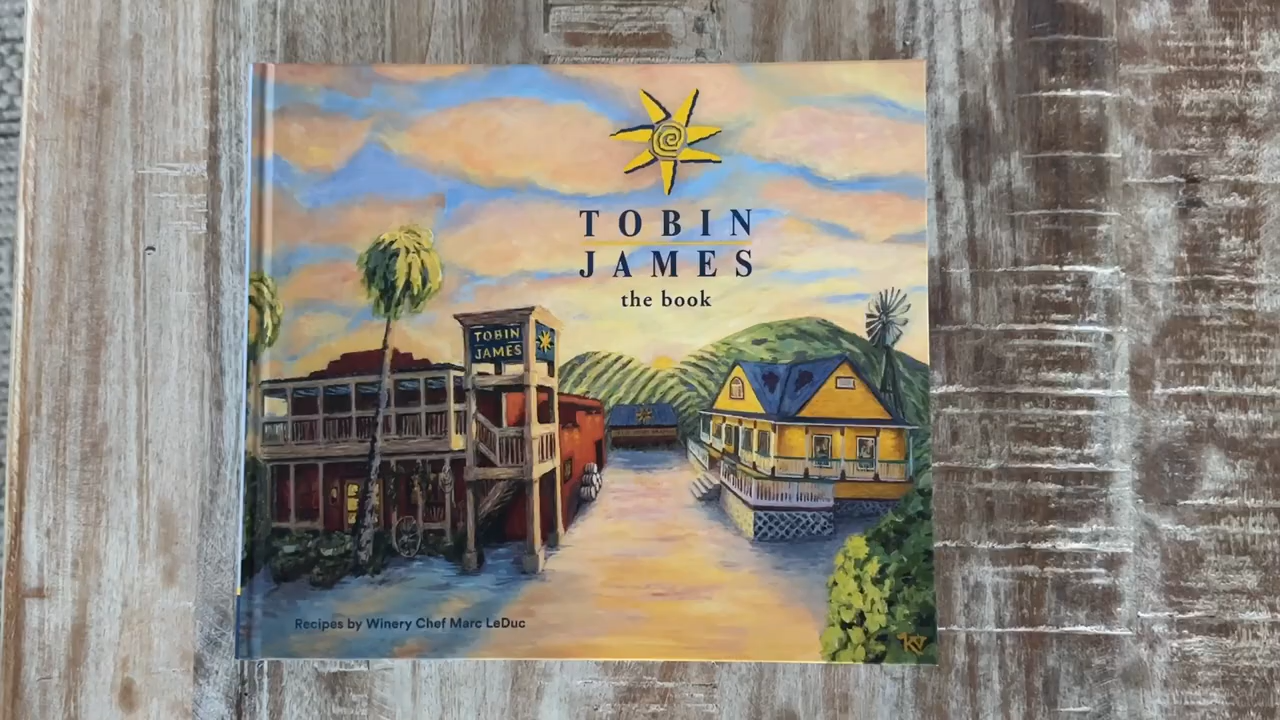 TOBIN
JAMES
the book
TOBIN
JAMES
Recipes by Winery Chef Marc LeDuc